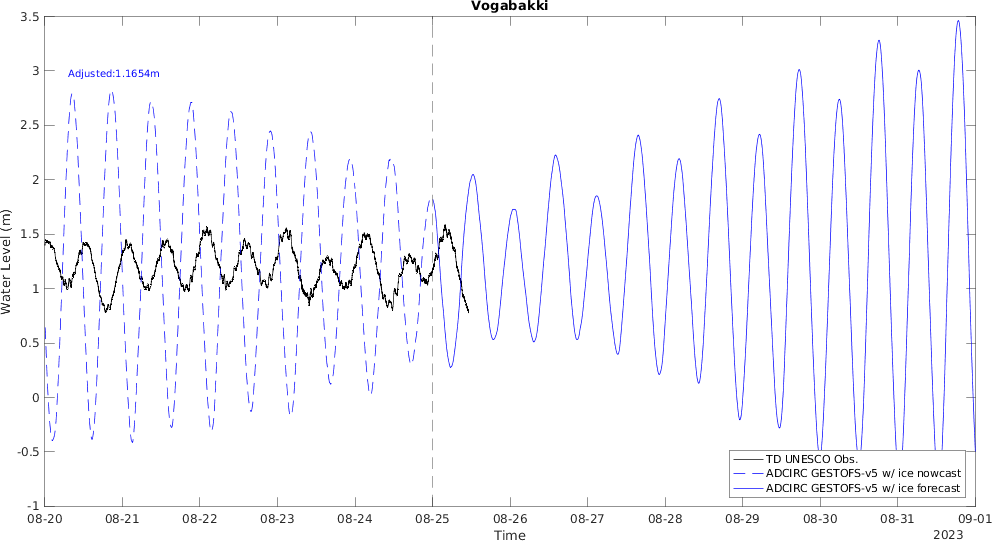 Vogabakki
Adjusted:1.1654m
Water Level (m)
3.5
3
2.5
2
1.5
1
0.5
0
-0.5
-1
TD UNESCO Obs.
ADCIRC GESTOFS-v5 w/ ice nowcast
ADCIRC GESTOFS-v5 w/ ice forecast
08-20 08-21 08-22 08-23 08-24 08-25 08-26 08-27 08-28 08-29 08-30 08-31 09-01
Time
2023